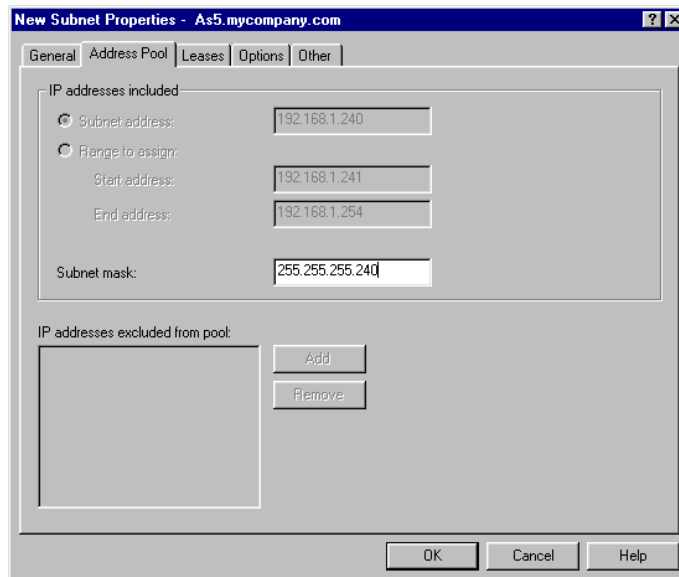 New Subnet Properties - As5.mycompany.com
General Address Pool Leases Options Other
IP addresses included
Subnet address: 192.168.1.240
Range to assign:
Start address: 192.168.1.241
End address: 192.168.1.254
Subnet mask: 255.255.255.240
IP addresses excluded from pool:
Add
Remove
OK Cancel Help